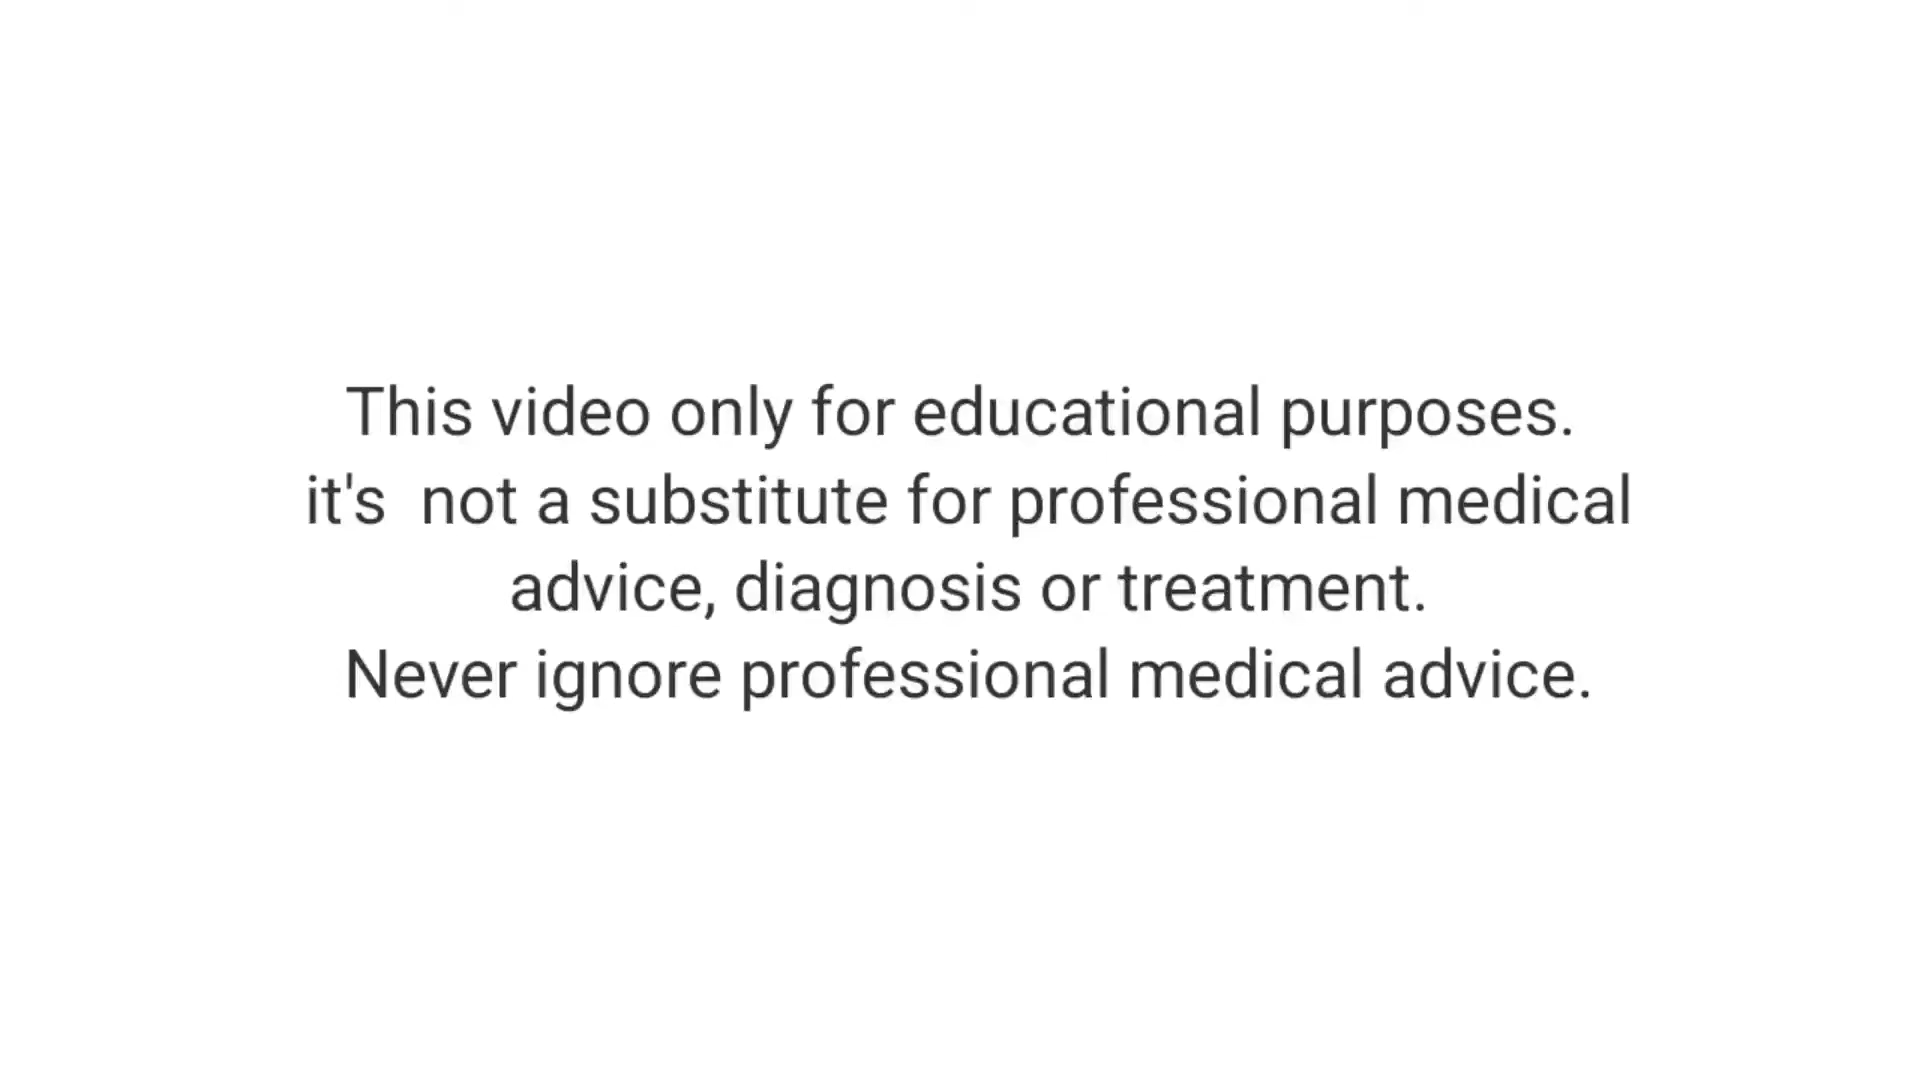 This video only for educational purposes.
it's  not a substitute for professional medical
advice, diagnosis or treatment.
Never ignore professional medical advice.